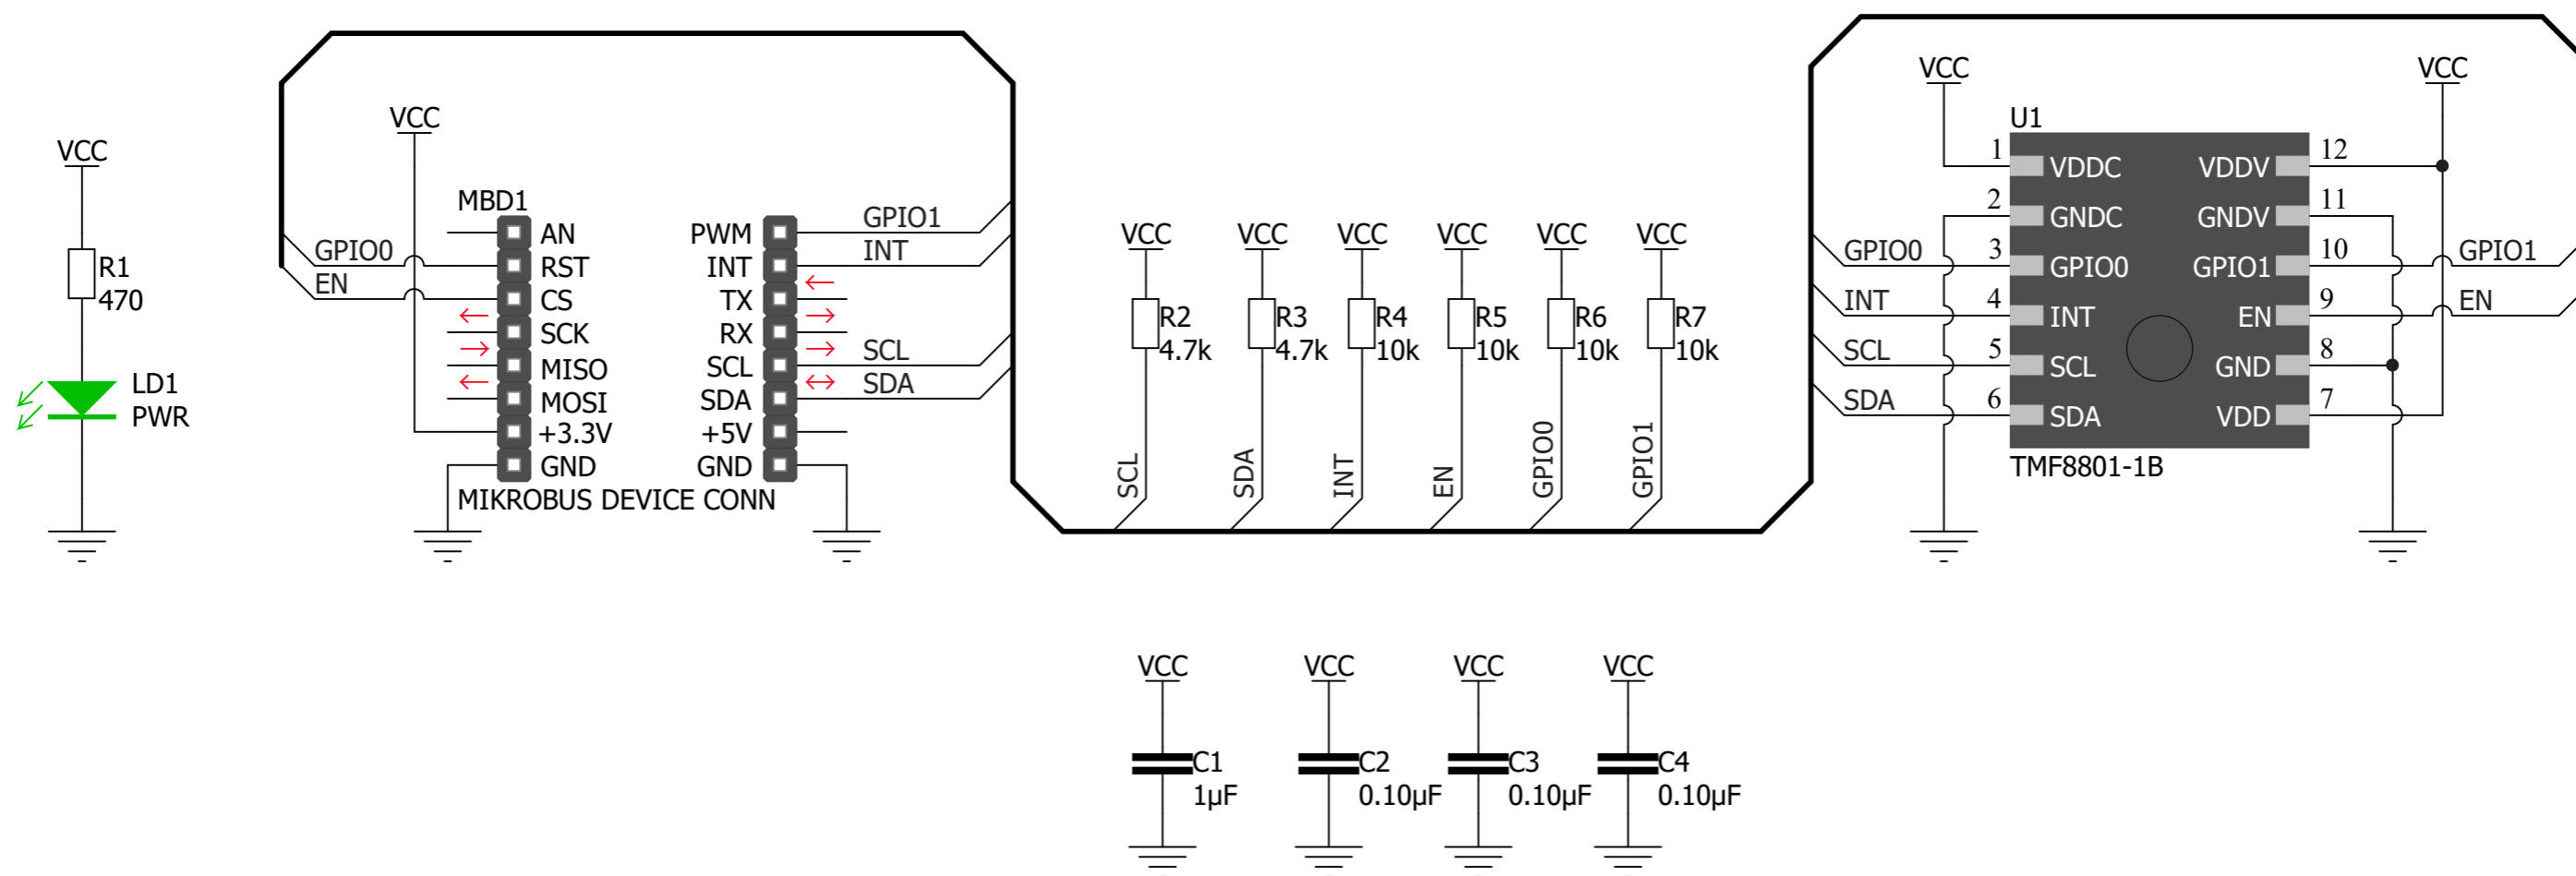 VCC
R1
470
LD1
PWR
VCC
MBD1
GPIO0
EN
AN
RST
CS
SCK
MISO
MOSI
+3.3V
GND
PWM
INT
TX
RX
SCL
SDA
+5V
GND
GPIO1
INT
SCL
SDA
MIKROBUS DEVICE CONN
VCC
R2
4.7k
SCL
VCC
R3
4.7k
SDA
VCC
R4
10k
INT
VCC
R5
10k
EN
VCC
R6
10k
GPIO0
VCC
R7
10k
GPIO1
VCC
C1
1µF
VCC
C2
0.10µF
VCC
C3
0.10µF
VCC
C4
0.10µF
VCC
VCC
U1
GPIO0
INT
SCL
SDA
1
2
3
4
5
6
VDDC
GNDC
GPIO0
INT
SCL
SDA
VDDV
GNDV
GPIO1
EN
GND
VDD
12
11
10
9
8
7
GPIO1
EN
TMF8801-1B